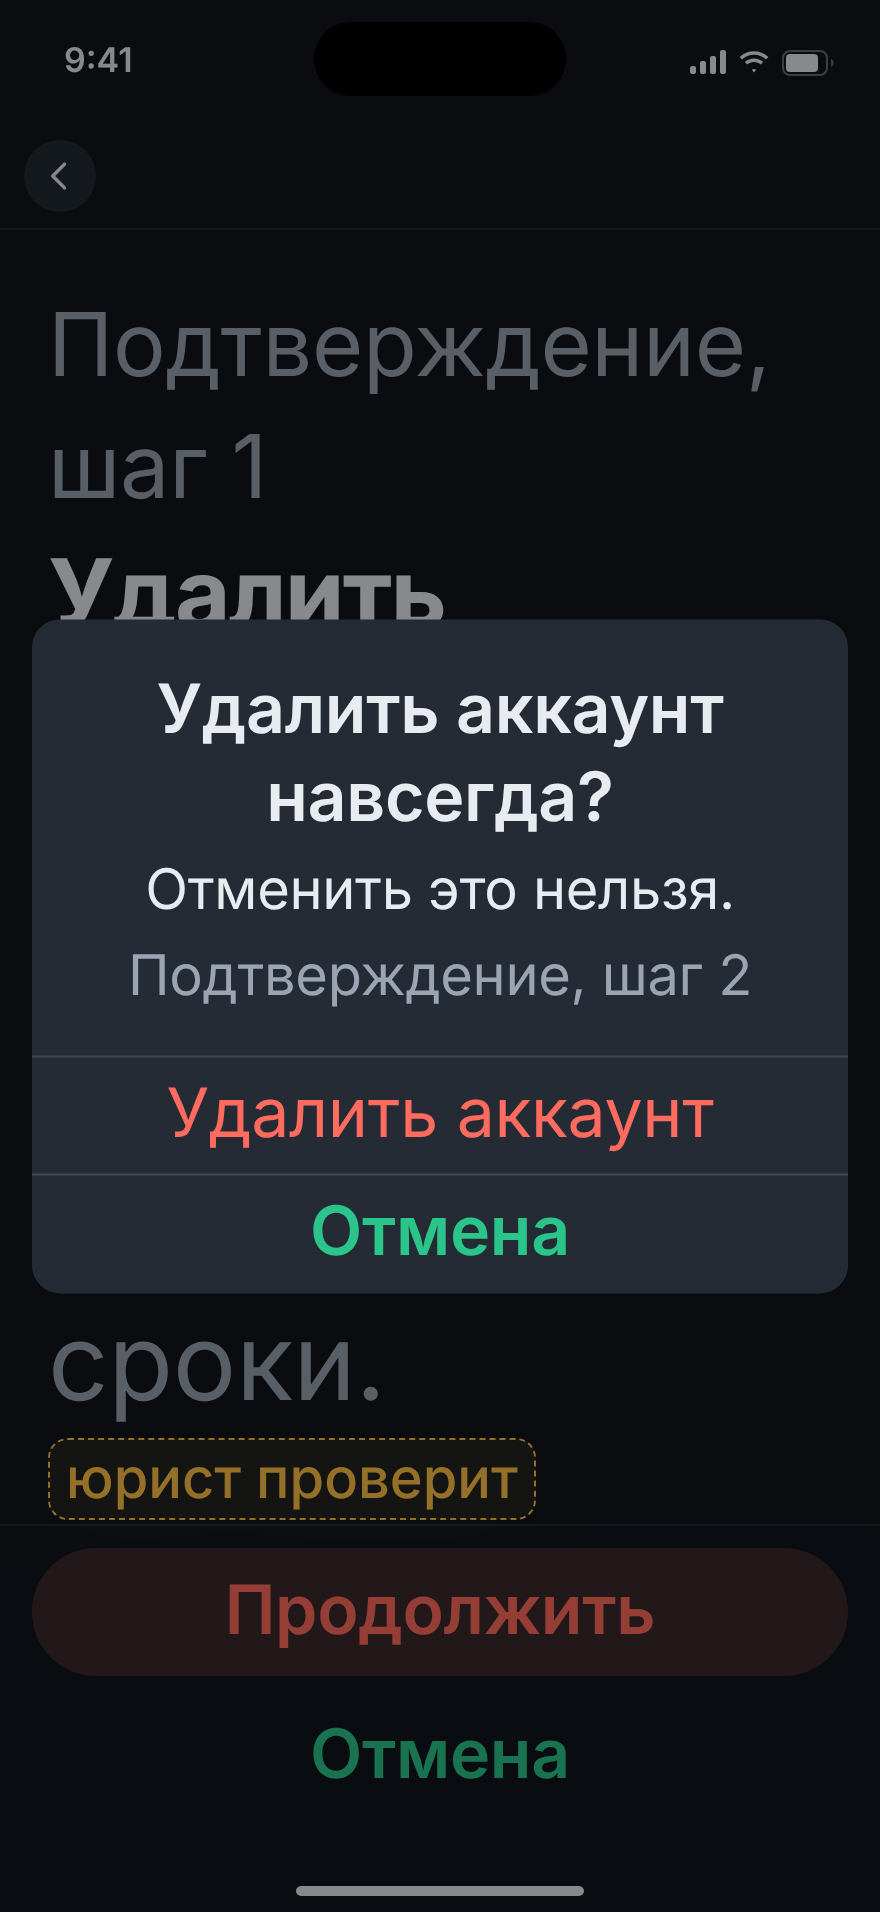 9:41
Подтверждение,
шаг 1
Удалить
Удалить аккаунт
навсегда?
Отменить это нельзя.
Подтверждение, шаг 2
Удалить аккаунт
Отмена
сроки.
юрист проверит
Продолжить
Отмена